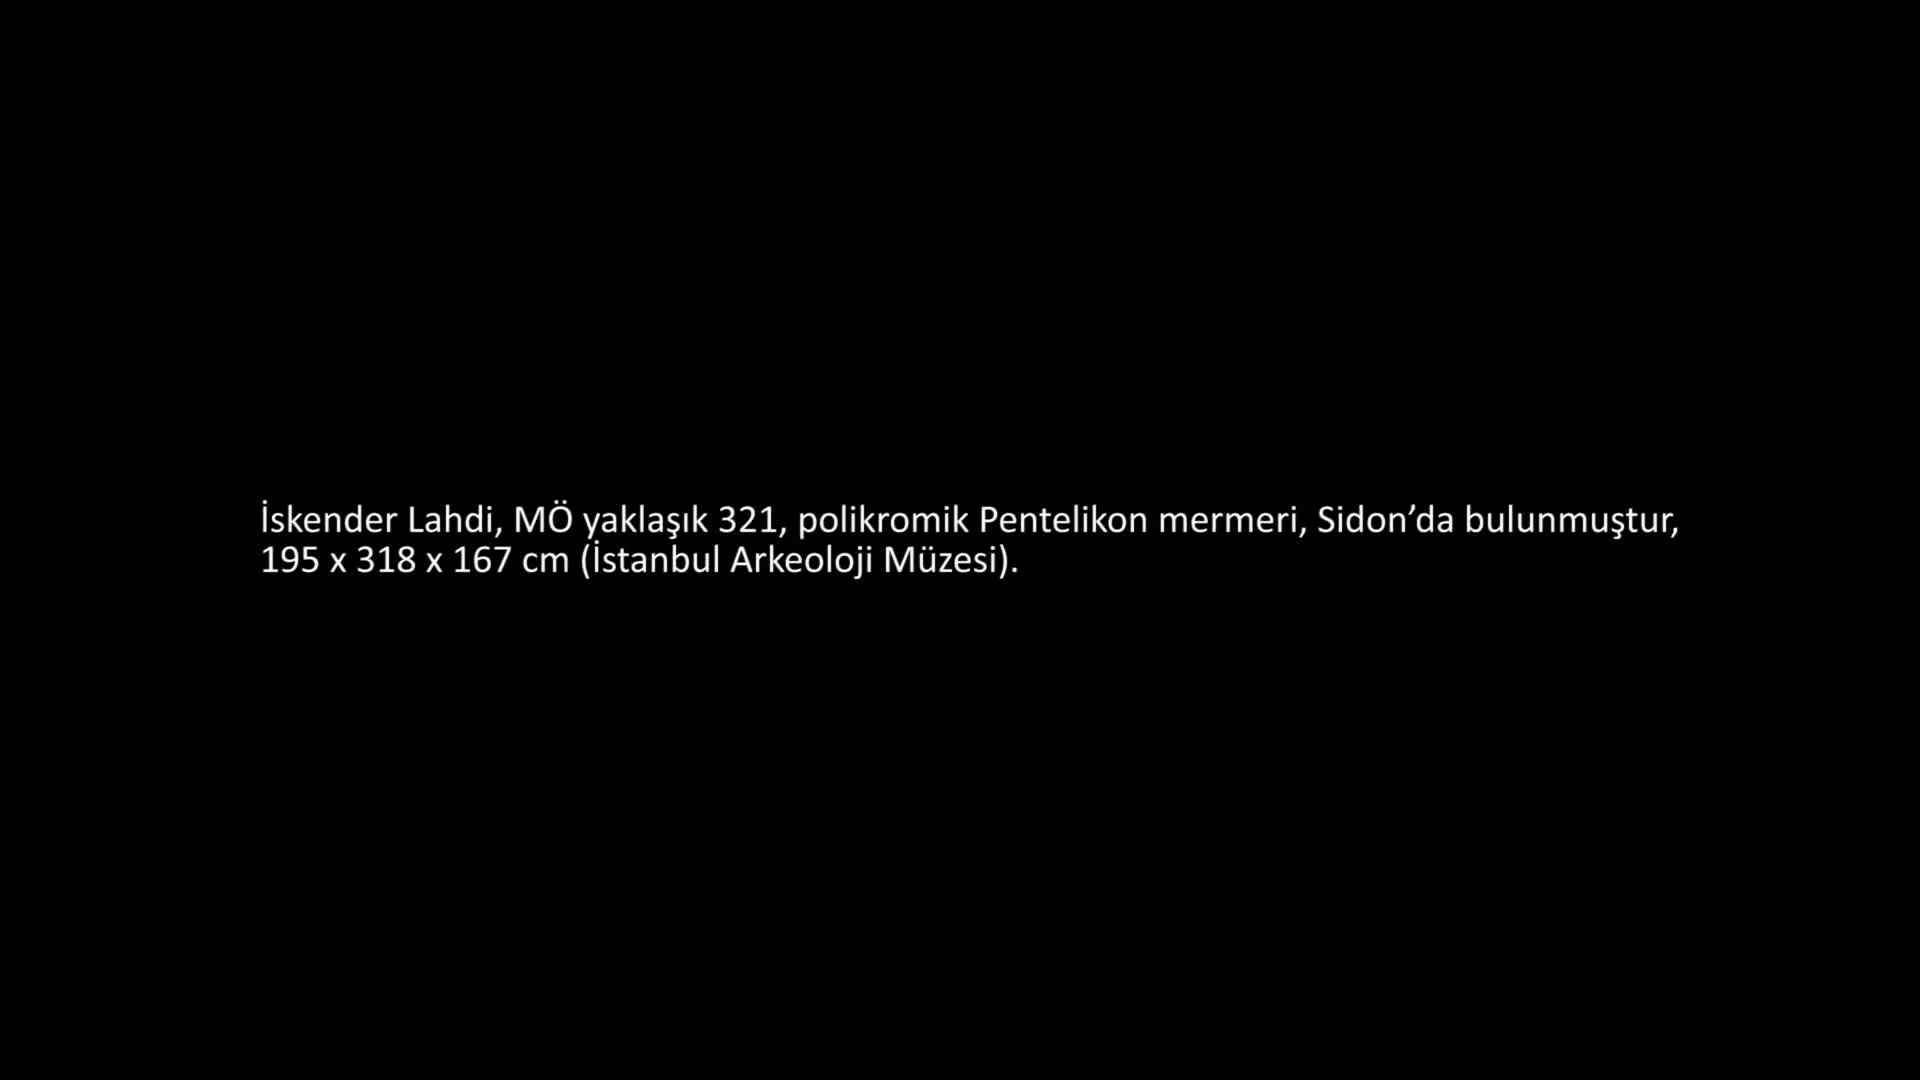 İskender Lahdi, MÖ yaklaşık 321, polikromik Pentelikon mermeri, Sidon’da bulunmuştur,
195 x 318 x 167 cm (İstanbul Arkeoloji Müzesi).